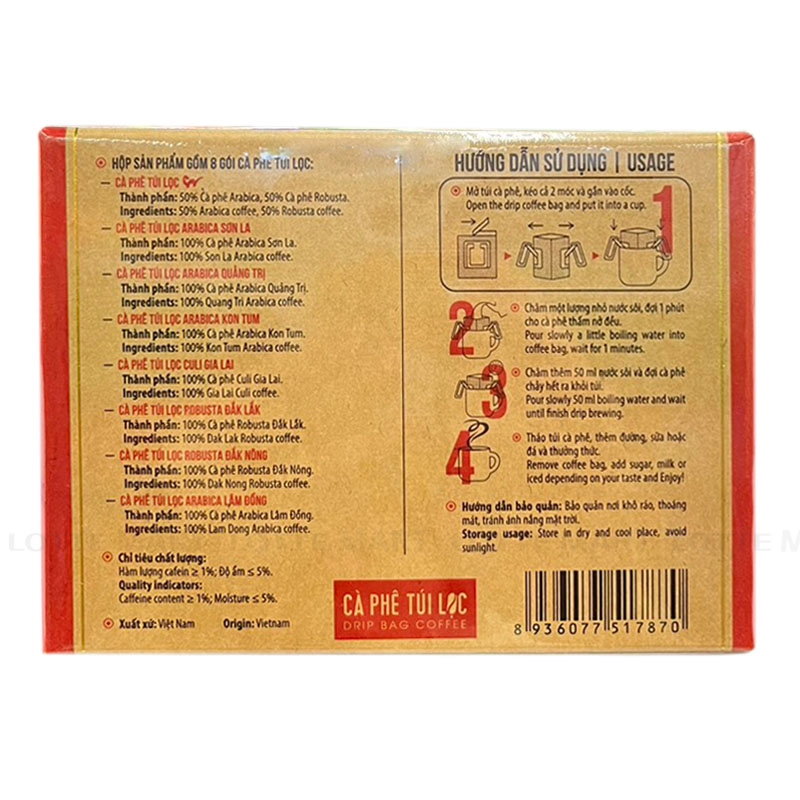 HỘP SẢN PHẨM GỒM 8 GÓI CÀ PHÊ TÚI LỌC:
– CÀ PHÊ TÚI LỌC
Thành phần: 50% Cà phê Arabica, 50% Cà phê Robusta.
Ingredients: 50% Arabica coffee, 50% Robusta coffee.
– CÀ PHÊ TÚI LỌC ARABICA SƠN LA
Thành phần: 100% Cà phê Arabica Sơn La.
Ingredients: 100% Son La Arabica coffee.
– CÀ PHÊ TÚI LỌC ARABICA QUẢNG TRỊ
Thành phần: 100% Cà phê Arabica Quảng Trị.
Ingredients: 100% Quang Tri Arabica coffee.
– CÀ PHÊ TÚI LỌC ARABICA KON TUM
Thành phần: 100% Cà phê Arabica Kon Tum.
Ingredients: 100% Kon Tum Arabica coffee.
– CÀ PHÊ TÚI LỌC CULI GIA LAI
Thành phần: 100% Cà phê Culi Gia Lai.
Ingredients: 100% Gia Lai Culi coffee.
– CÀ PHÊ TÚI LỌC ROBUSTA ĐẮK LẮK
Thành phần: 100% Cà phê Robusta Đắk Lắk.
Ingredients: 100% Dak Lak Robusta coffee.
– CÀ PHÊ TÚI LỌC ROBUSTA ĐẮK NÔNG
Thành phần: 100% Cà phê Robusta Đắk Nông.
Ingredients: 100% Dak Nong Robusta coffee.
– CÀ PHÊ TÚI LỌC ARABICA LÂM ĐỒNG
Thành phần: 100% Cà phê Arabica Lâm Đồng.
Ingredients: 100% Lam Dong Arabica coffee.
Chỉ tiêu chất lượng:
Hàm lượng cafein ≥ 1%; Độ ẩm ≤ 5%.
Quality indicators:
Caffeine content ≥ 1%; Moisture ≤ 5%.
Xuất xứ: Việt Nam Origin: Vietnam
HƯỚNG DẪN SỬ DỤNG | USAGE
1
Mở túi cà phê, kéo cả 2 móc và gắn vào cốc.
Open the drip coffee bag and put it into a cup.
2
Châm một lượng nhỏ nước sôi, đợi 1 phút
cho cà phê thấm nở đều.
Pour slowly a little boiling water into
coffee bag, wait for 1 minutes.
3
Châm thêm 50 ml nước sôi và đợi cà phê
chảy hết ra khỏi túi.
Pour slowly 50 ml boiling water and wait
until finish drip brewing.
4
Tháo túi cà phê, thêm đường, sữa hoặc
đá và thưởng thức.
Remove coffee bag, add sugar, milk or
iced depending on your taste and Enjoy!
Hướng dẫn bảo quản: Bảo quản nơi khô ráo, thoáng
mát, tránh ánh nắng mặt trời.
Storage usage: Store in dry and cool place, avoid
sunlight.
CÀ PHÊ TÚI LỌC
DRIP BAG COFFEE
8 936077 517870